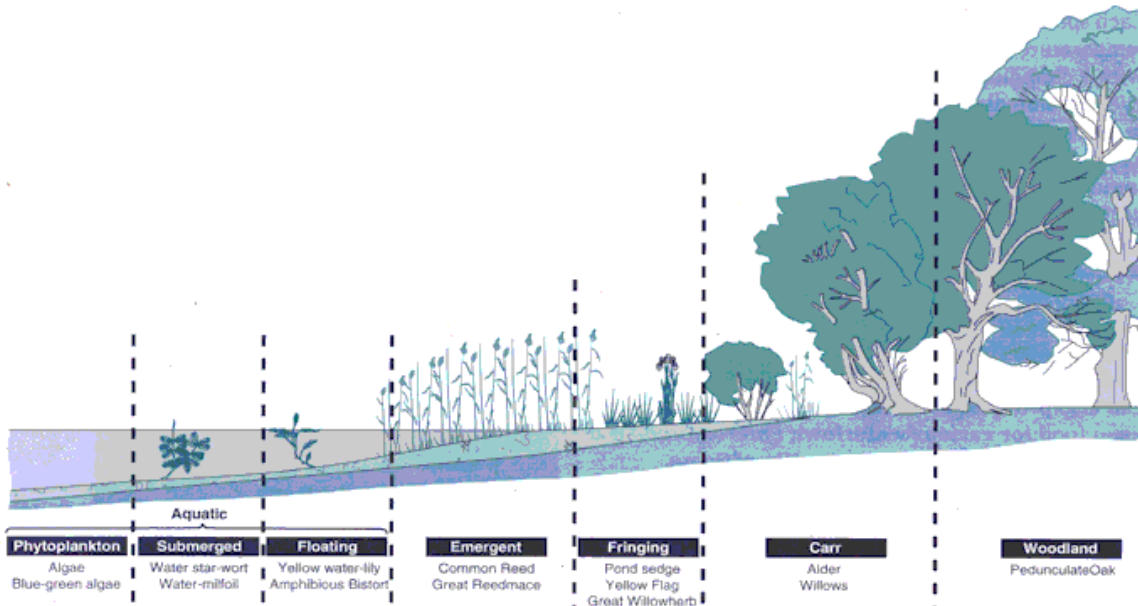 Aquatic
Phytoplankton
Algae
Blue-green algae
Submerged
Water star-wort
Water-milfoil
Floating
Yellow water-lily
Amphibious Bistort
Emergent
Common Reed
Great Reedmace
Fringing
Pond sedge
Yellow Flag
Great Willowherb
Carr
Alder
Willows
Woodland
PedunculateOak